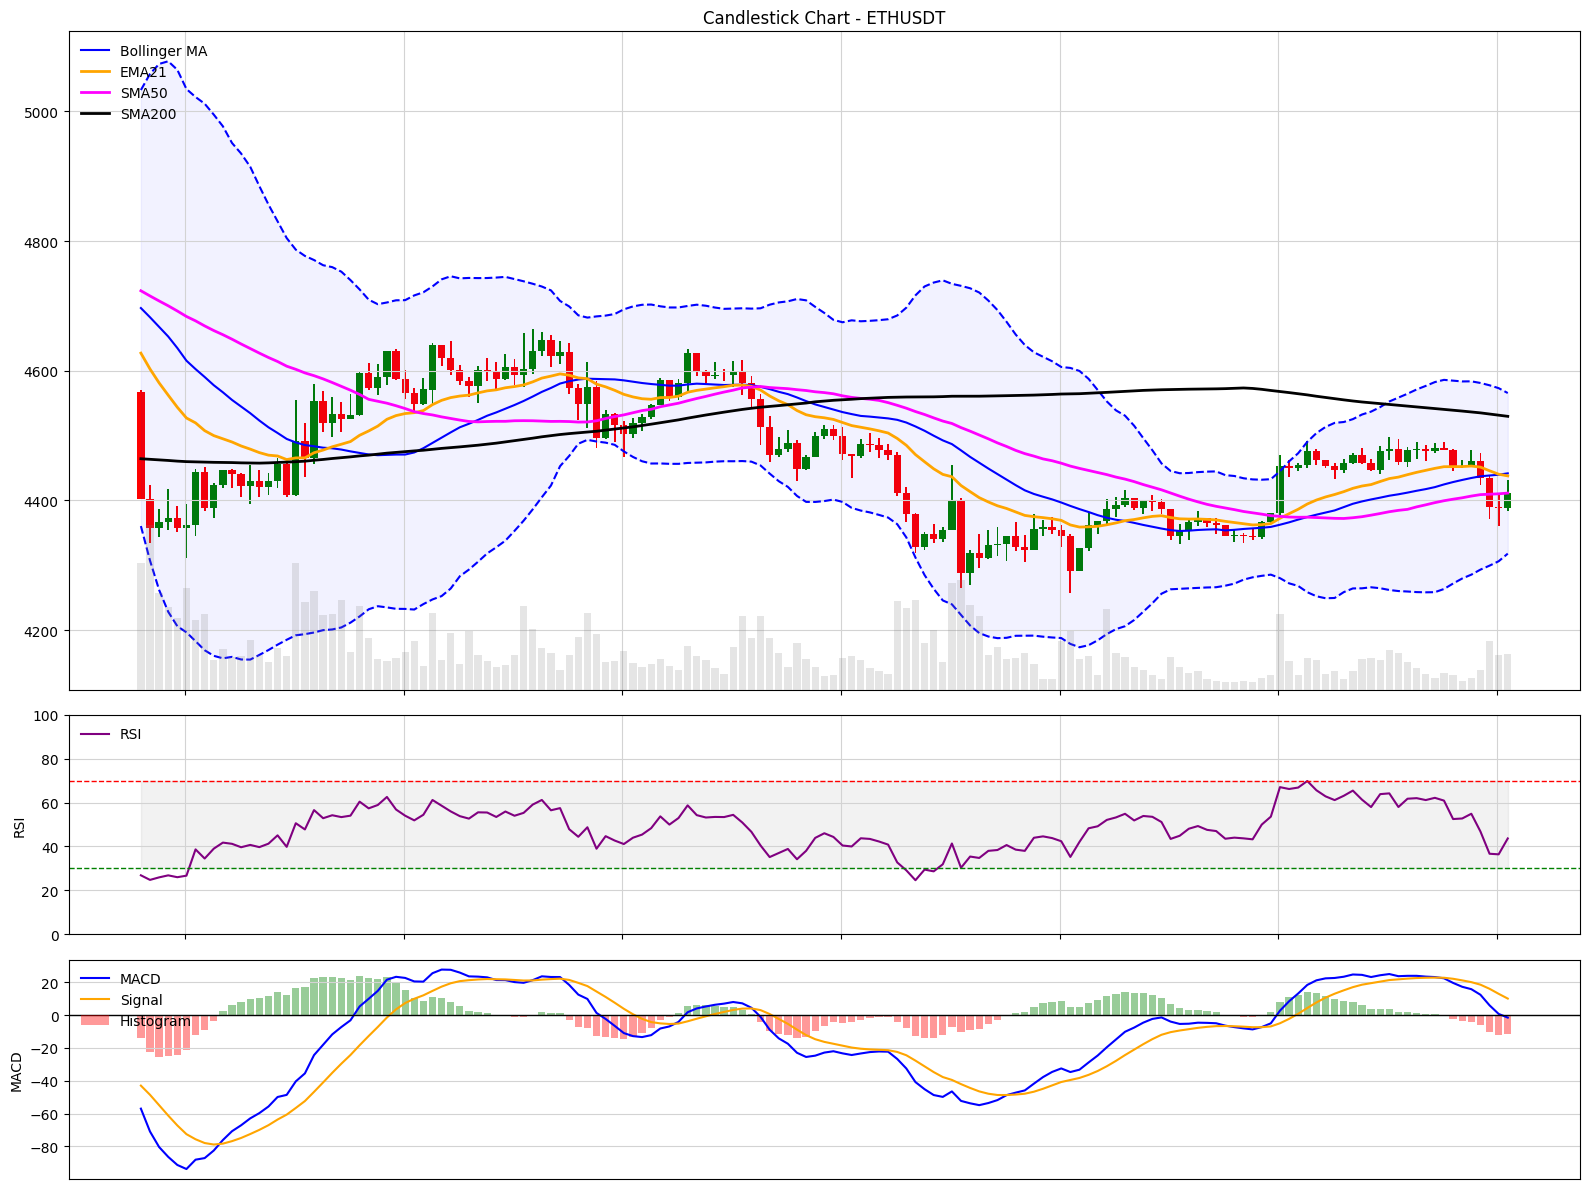 Candlestick Chart - ETHUSDT
Bollinger MA
EMA21
SMA50
SMA200
5000
4800
4600
4400
4200
RSI
100
80
60
40
20
0
RSI
MACD
Signal
Histogram
20
0
−20
−40
−60
−80
MACD